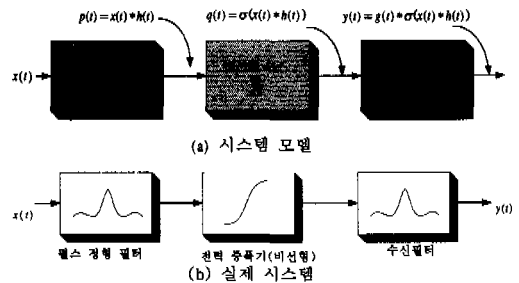 p(t) = x(t)*h(t) q(t) = σ(x(t)*h(t)) y(t) = g(t)*σ(x(t)*h(t))
x(t)
(a) 시스템 모델
x(t) y(t)
펄스 정형 필터 전력 증폭기(비선형) 수신필터
(b) 실제 시스템